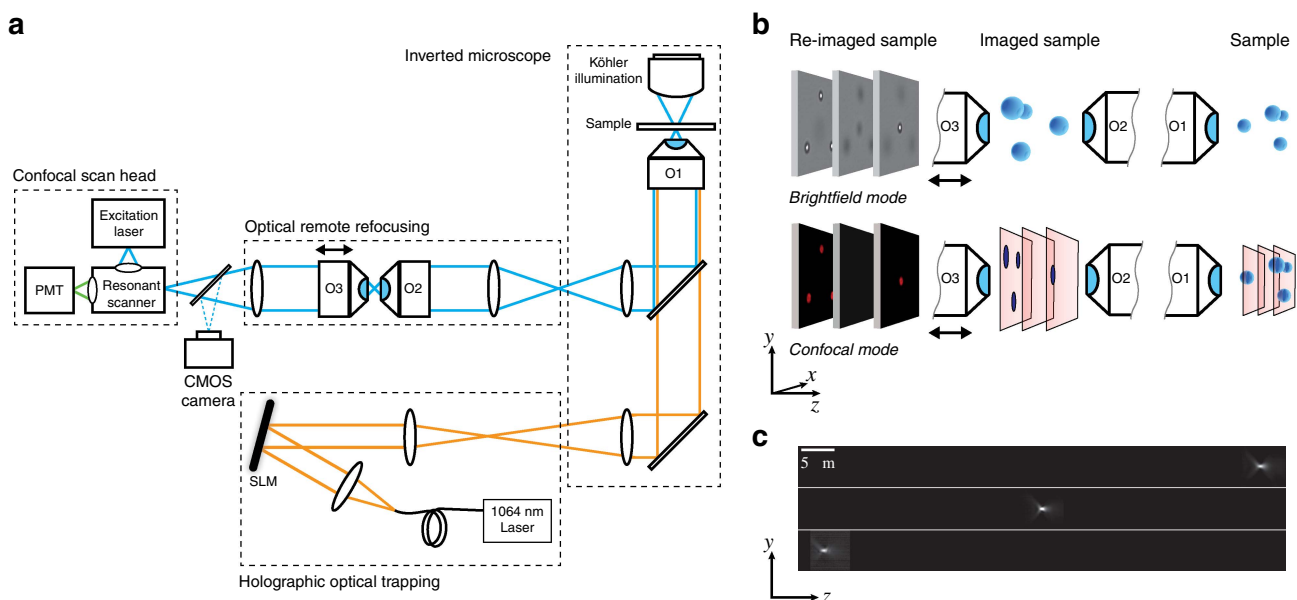 a
Inverted microscope
Köhler
illumination
Sample
O1
Confocal scan head
Excitation
laser
PMT
Resonant
scanner
Optical remote refocusing
O3
O2
CMOS
camera
SLM
1064 nm
Laser
Holographic optical trapping
b
Re-imaged sample
Imaged sample
Sample
O3
O2
O1
Brightfield mode
O3
O2
O1
Confocal mode
y
x
z
c
5 m
y
z